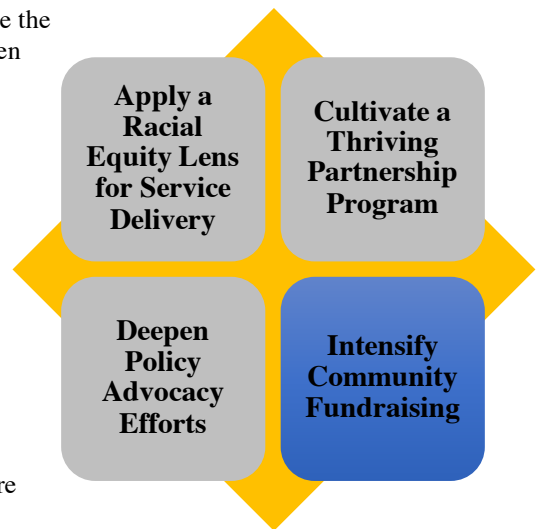 e the
en
Apply a
Racial
Equity Lens
for Service
Delivery
Cultivate a
Thriving
Partnership
Program
Deepen
Policy
Advocacy
Efforts
Intensify
Community
Fundraising
re